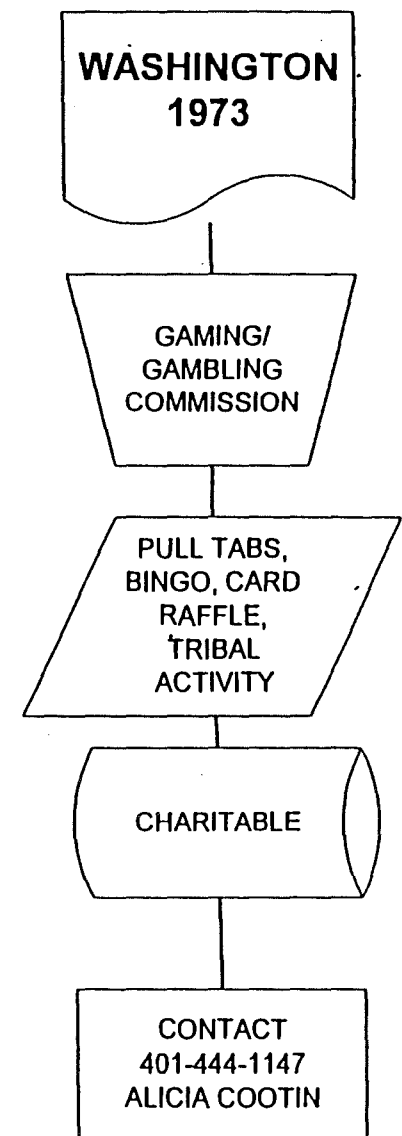 WASHINGTON
1973
GAMING/
GAMBLING
COMMISSION
PULL TABS,
BINGO, CARD
RAFFLE,
TRIBAL
ACTIVITY
CHARITABLE
CONTACT
401-444-1147
ALICIA COOTIN